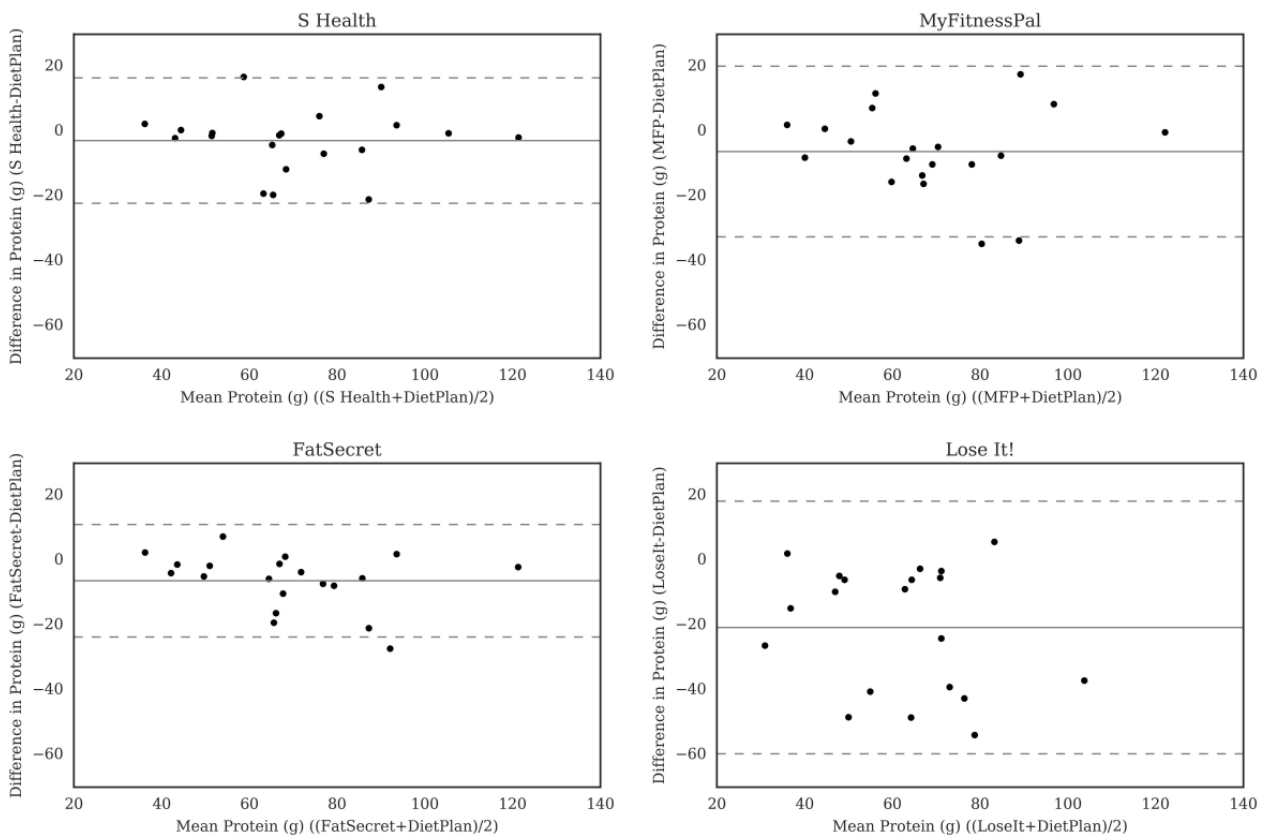 S Health
Difference in Protein (g) (S Health-DietPlan)
20
0
−20
−40
−60
20 40 60 80 100 120 140
Mean Protein (g) ((S Health+DietPlan)/2)
MyFitnessPal
Difference in Protein (g) (MFP-DietPlan)
20
0
−20
−40
−60
20 40 60 80 100 120 140
Mean Protein (g) ((MFP+DietPlan)/2)
FatSecret
Difference in Protein (g) (FatSecret-DietPlan)
20
0
−20
−40
−60
20 40 60 80 100 120 140
Mean Protein (g) ((FatSecret+DietPlan)/2)
Lose It!
Difference in Protein (g) (LoseIt-DietPlan)
20
0
−20
−40
−60
20 40 60 80 100 120 140
Mean Protein (g) ((LoseIt+DietPlan)/2)